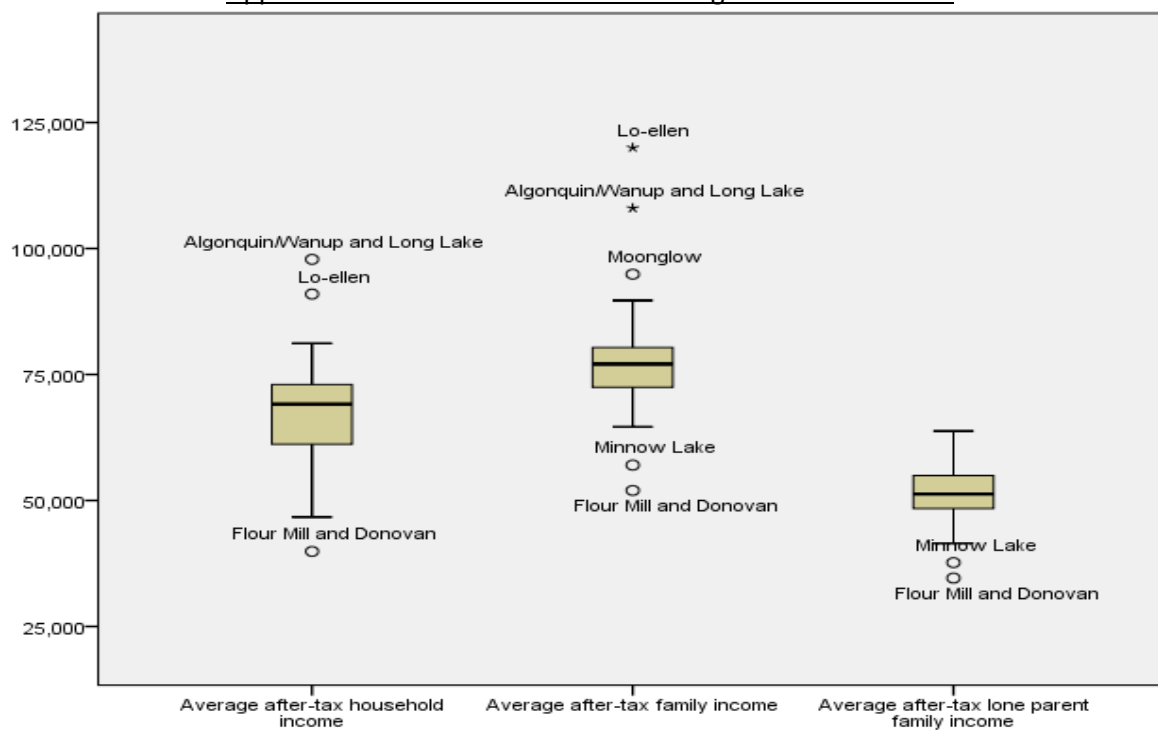 125,000
100,000
75,000
50,000
25,000
Lo-ellen
Algonquin/Wanup and Long Lake
Moonglow
Minnow Lake
Flour Mill and Donovan
Algonquin/Wanup and Long Lake
Lo-ellen
Flour Mill and Donovan
Minnow Lake
Flour Mill and Donovan
Average after-tax household
income
Average after-tax family income
Average after-tax lone parent
family income